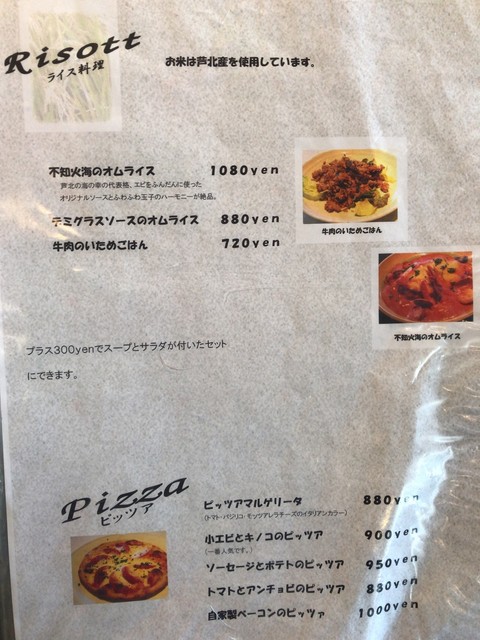 Risott
ライス料理
お米は芦北産を使用しています。
不知火海のオムライス 1080yen
芦北の海の幸の代表格、エビをふんだんに使った
オリジナルソースとふわふわ玉子のハーモニーが絶品。
デミグラスソースのオムライス 880yen
牛肉のいためごはん 720yen
牛肉のいためごはん
不知火海のオムライス
プラス300yenでスープとサラダが付いたセット
にできます。
Pizza
ピッツア
ピッツアマルゲリータ 880yen
(トマト・バジリコ・モッツアレラチーズのイタリアンカラー)
小エビとキノコのピッツア 900yen
(一番人気です。)
ソーセージとポテトのピッツア 950yen
トマトとアンチョビのピッツア 880yen
自家製ベーコンのピッツァ 1000yen